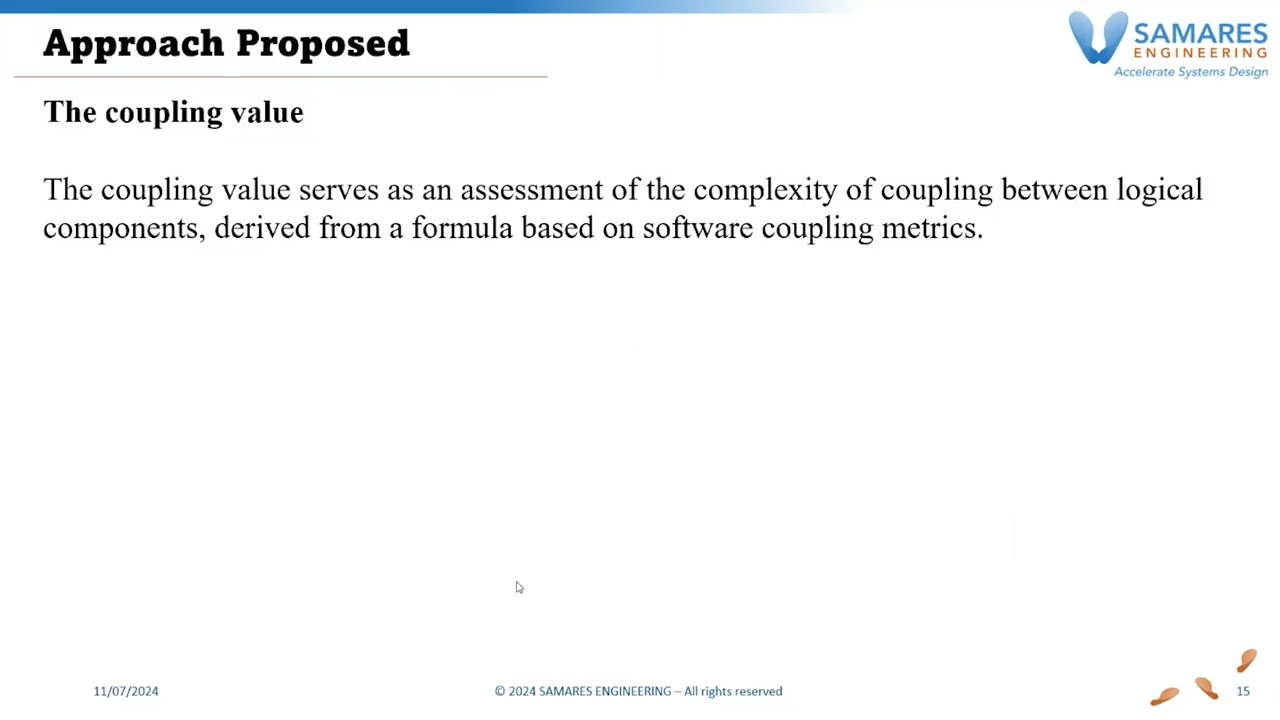 Approach Proposed
SAMARES
ENGINEERING
Accelerate Systems Design
The coupling value
The coupling value serves as an assessment of the complexity of coupling between logical
components, derived from a formula based on software coupling metrics.
11/07/2024
© 2024 SAMARES ENGINEERING – All rights reserved
15